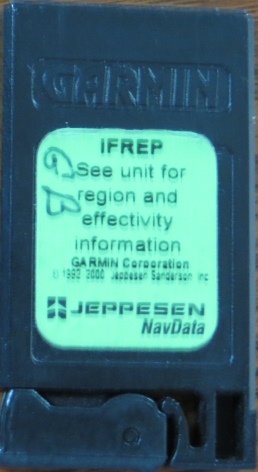 GARMIN
IFREP
See unit for
region and
effectivity
information
GARMIN Corporation
© 1992 2000 Jeppesen Sanderson Inc
JEPPESEN
NavData